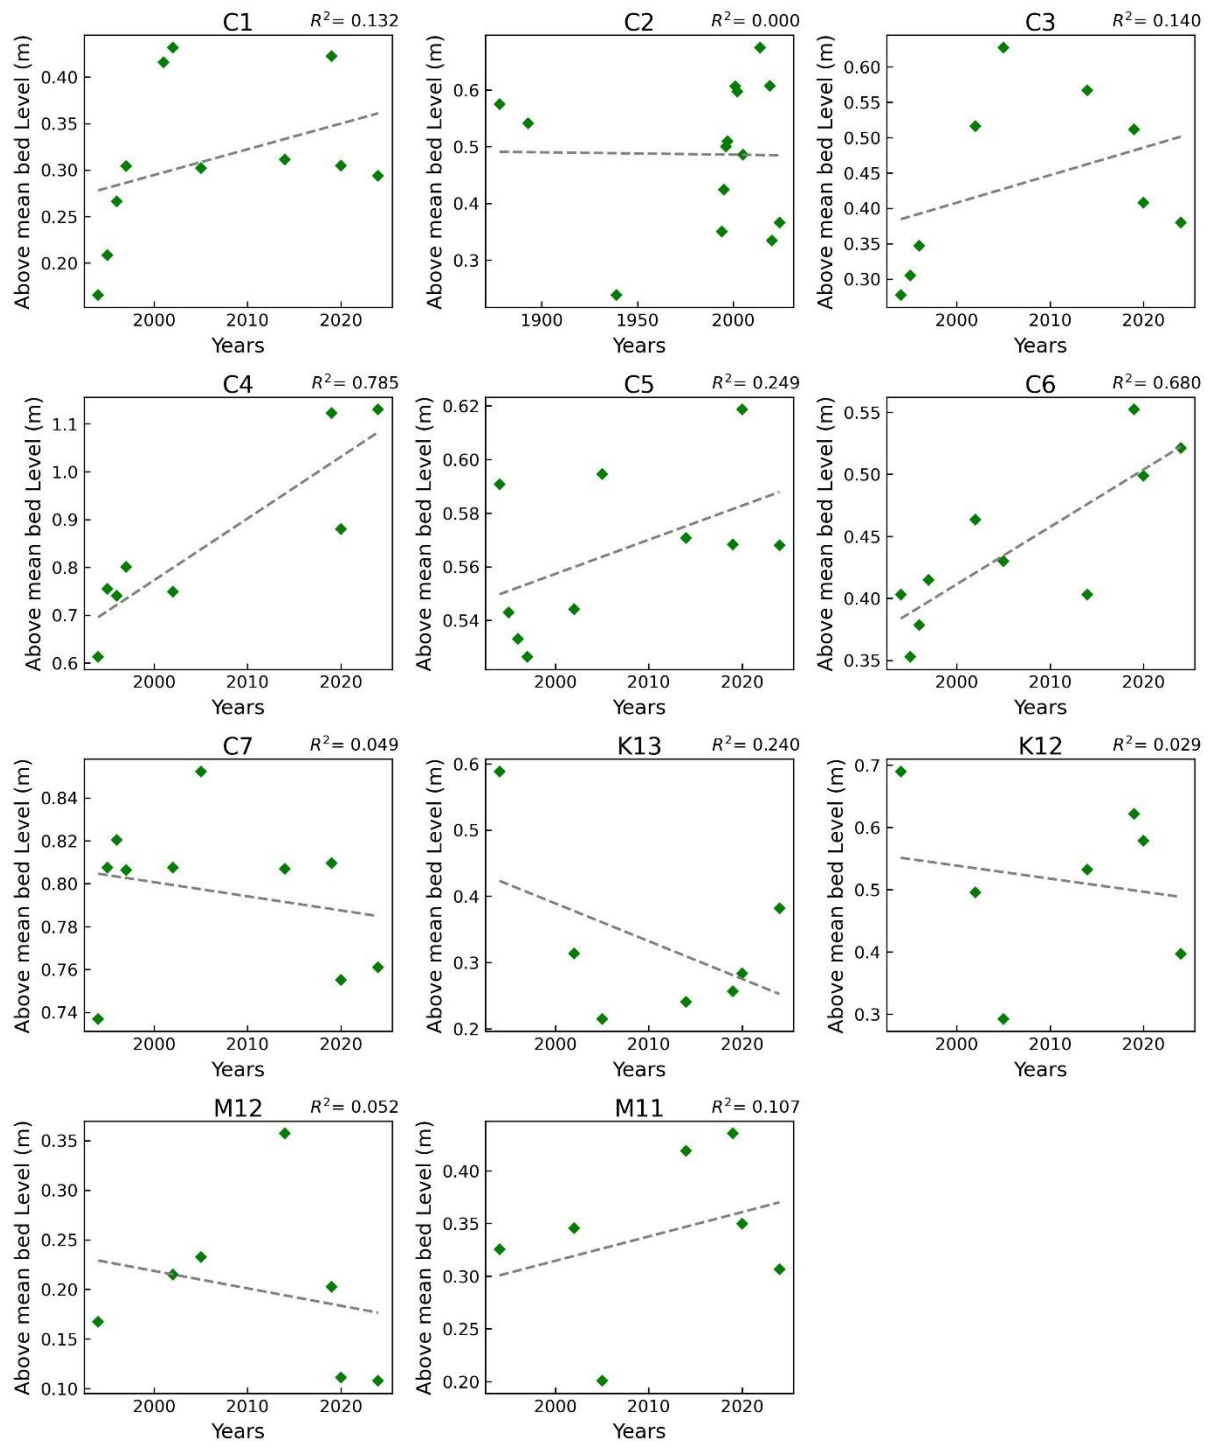 C1 R²= 0.132
Above mean bed Level (m)
0.40
0.35
0.30
0.25
0.20
2000 2010 2020
Years
C2 R²= 0.000
Above mean bed Level (m)
0.6
0.5
0.4
0.3
1900 1950 2000
Years
C3 R²= 0.140
Above mean bed Level (m)
0.60
0.55
0.50
0.45
0.40
0.35
0.30
2000 2010 2020
Years
C4 R²= 0.785
Above mean bed Level (m)
1.1
1.0
0.9
0.8
0.7
0.6
2000 2010 2020
Years
C5 R²= 0.249
Above mean bed Level (m)
0.62
0.60
0.58
0.56
0.54
2000 2010 2020
Years
C6 R²= 0.680
Above mean bed Level (m)
0.55
0.50
0.45
0.40
0.35
2000 2010 2020
Years
C7 R²= 0.049
Above mean bed Level (m)
0.84
0.82
0.80
0.78
0.76
0.74
2000 2010 2020
Years
K13 R²= 0.240
Above mean bed Level (m)
0.6
0.5
0.4
0.3
0.2
2000 2010 2020
Years
K12 R²= 0.029
Above mean bed Level (m)
0.7
0.6
0.5
0.4
0.3
2000 2010 2020
Years
M12 R²= 0.052
Above mean bed Level (m)
0.35
0.30
0.25
0.20
0.15
0.10
2000 2010 2020
Years
M11 R²= 0.107
Above mean bed Level (m)
0.40
0.35
0.30
0.25
0.20
2000 2010 2020
Years